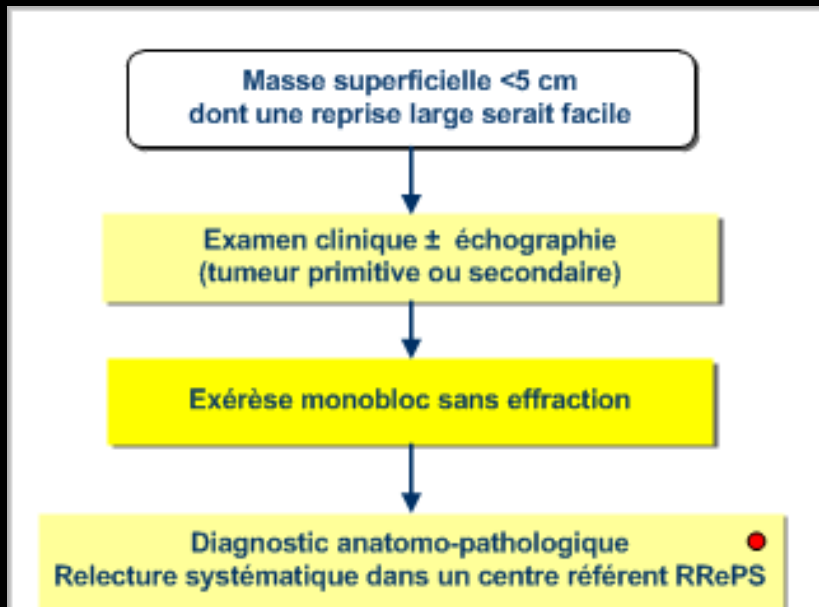 Masse superficielle <5 cm
dont une reprise large serait facile
Examen clinique ± échographie
(tumeur primitive ou secondaire)
Exérèse monobloc sans effraction
Diagnostic anatomo-pathologique
Relecture systématique dans un centre référent RRePS